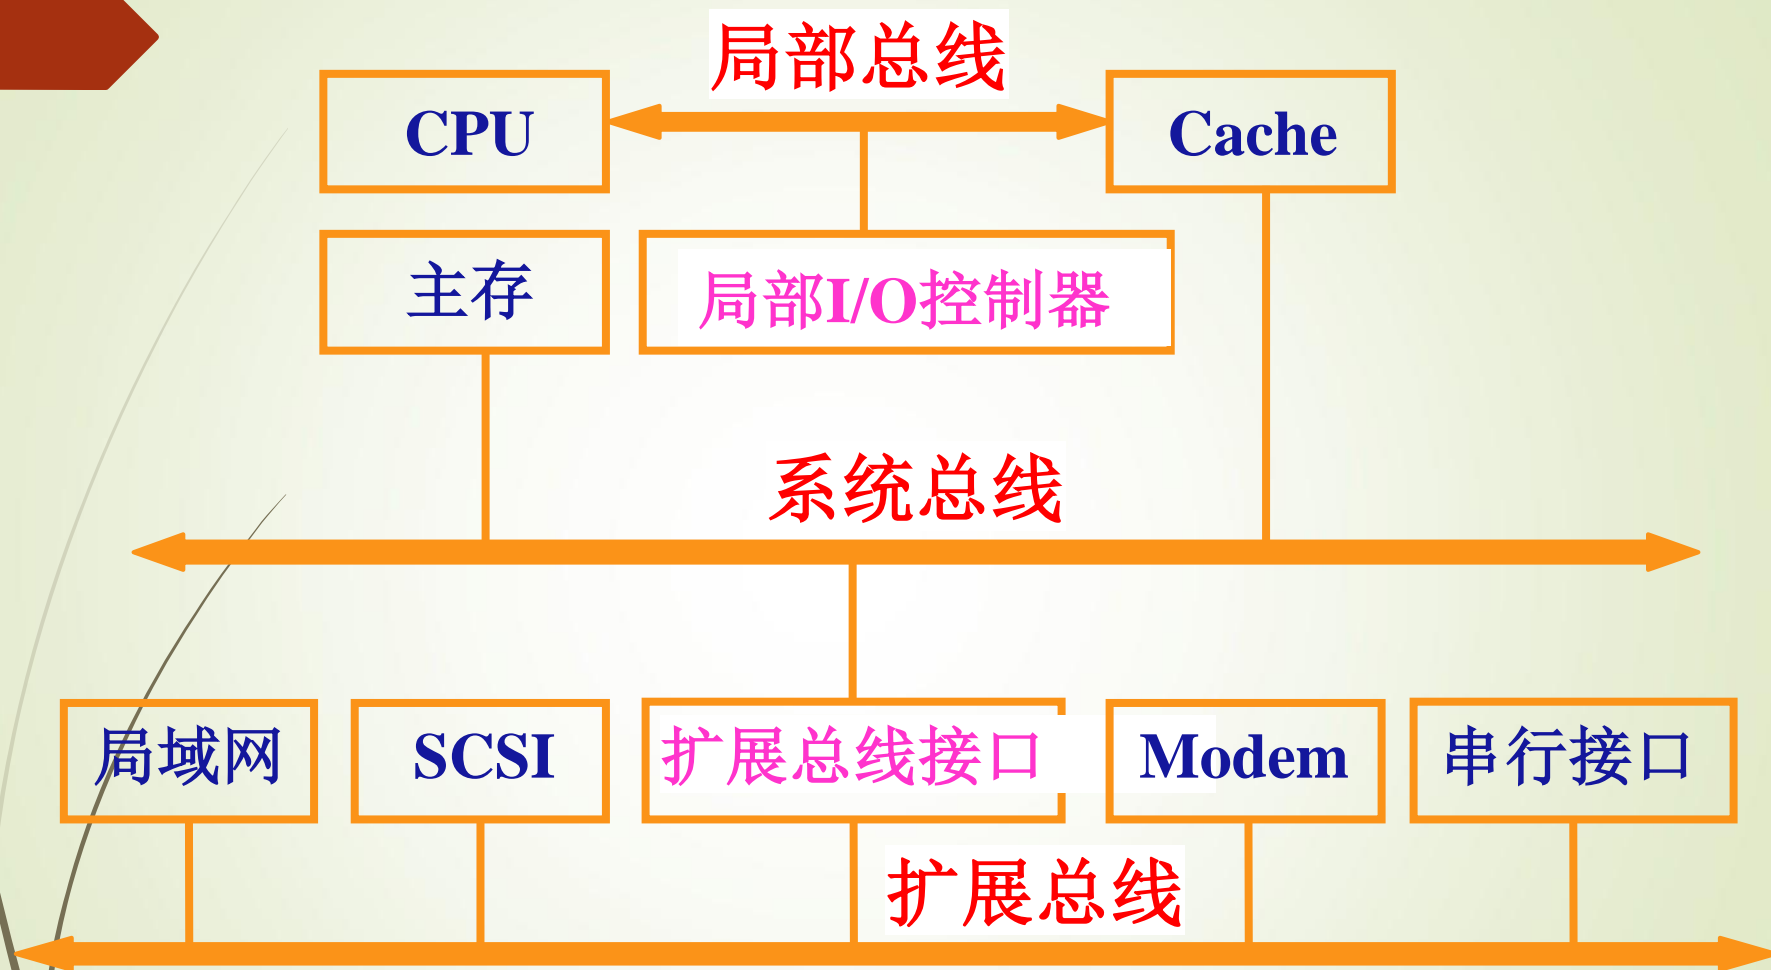 局部总线
CPU
Cache
主存
局部I/O控制器
系统总线
局域网
SCSI
扩展总线接口
Modem
串行接口
扩展总线